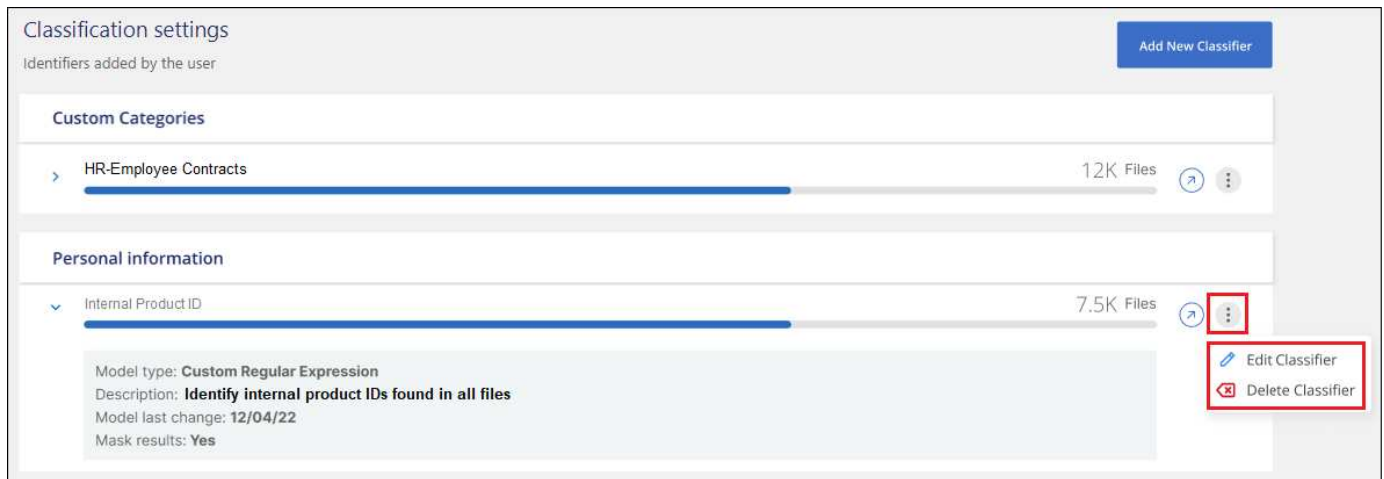 Classification settings
Add New Classifier
Identifiers added by the user
Custom Categories
HR-Employee Contracts 12K Files
Personal information
Internal Product ID 7.5K Files
Edit Classifier
Model type: Custom Regular Expression
Description: Identify internal product IDs found in all files
Delete Classifier
Model last change: 12/04/22
Mask results: Yes